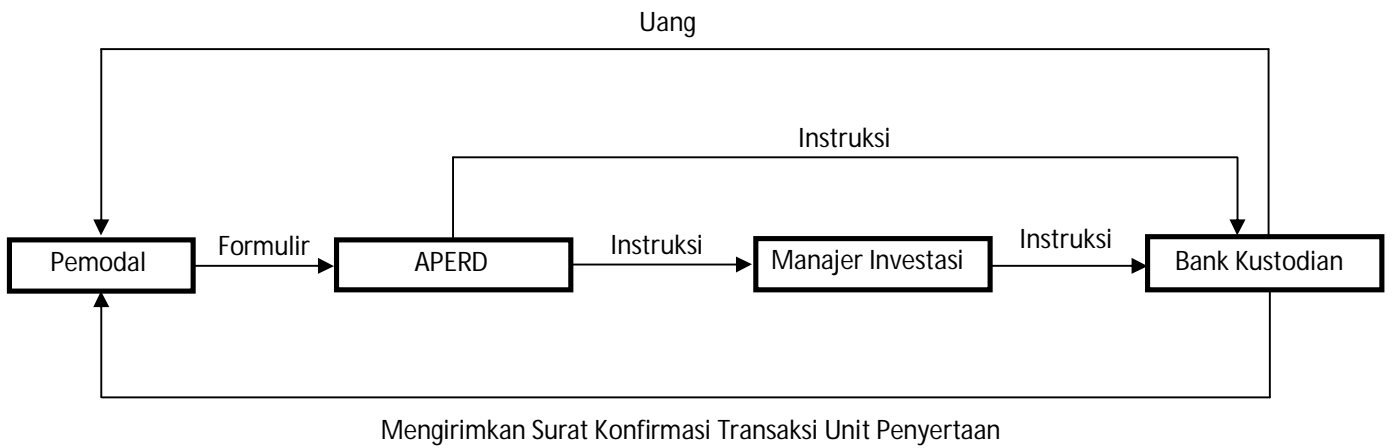 Uang
Instruksi
Pemodal
Formulir
APERD
Instruksi
Manajer Investasi
Instruksi
Bank Kustodian
Mengirimkan Surat Konfirmasi Transaksi Unit Penyertaan